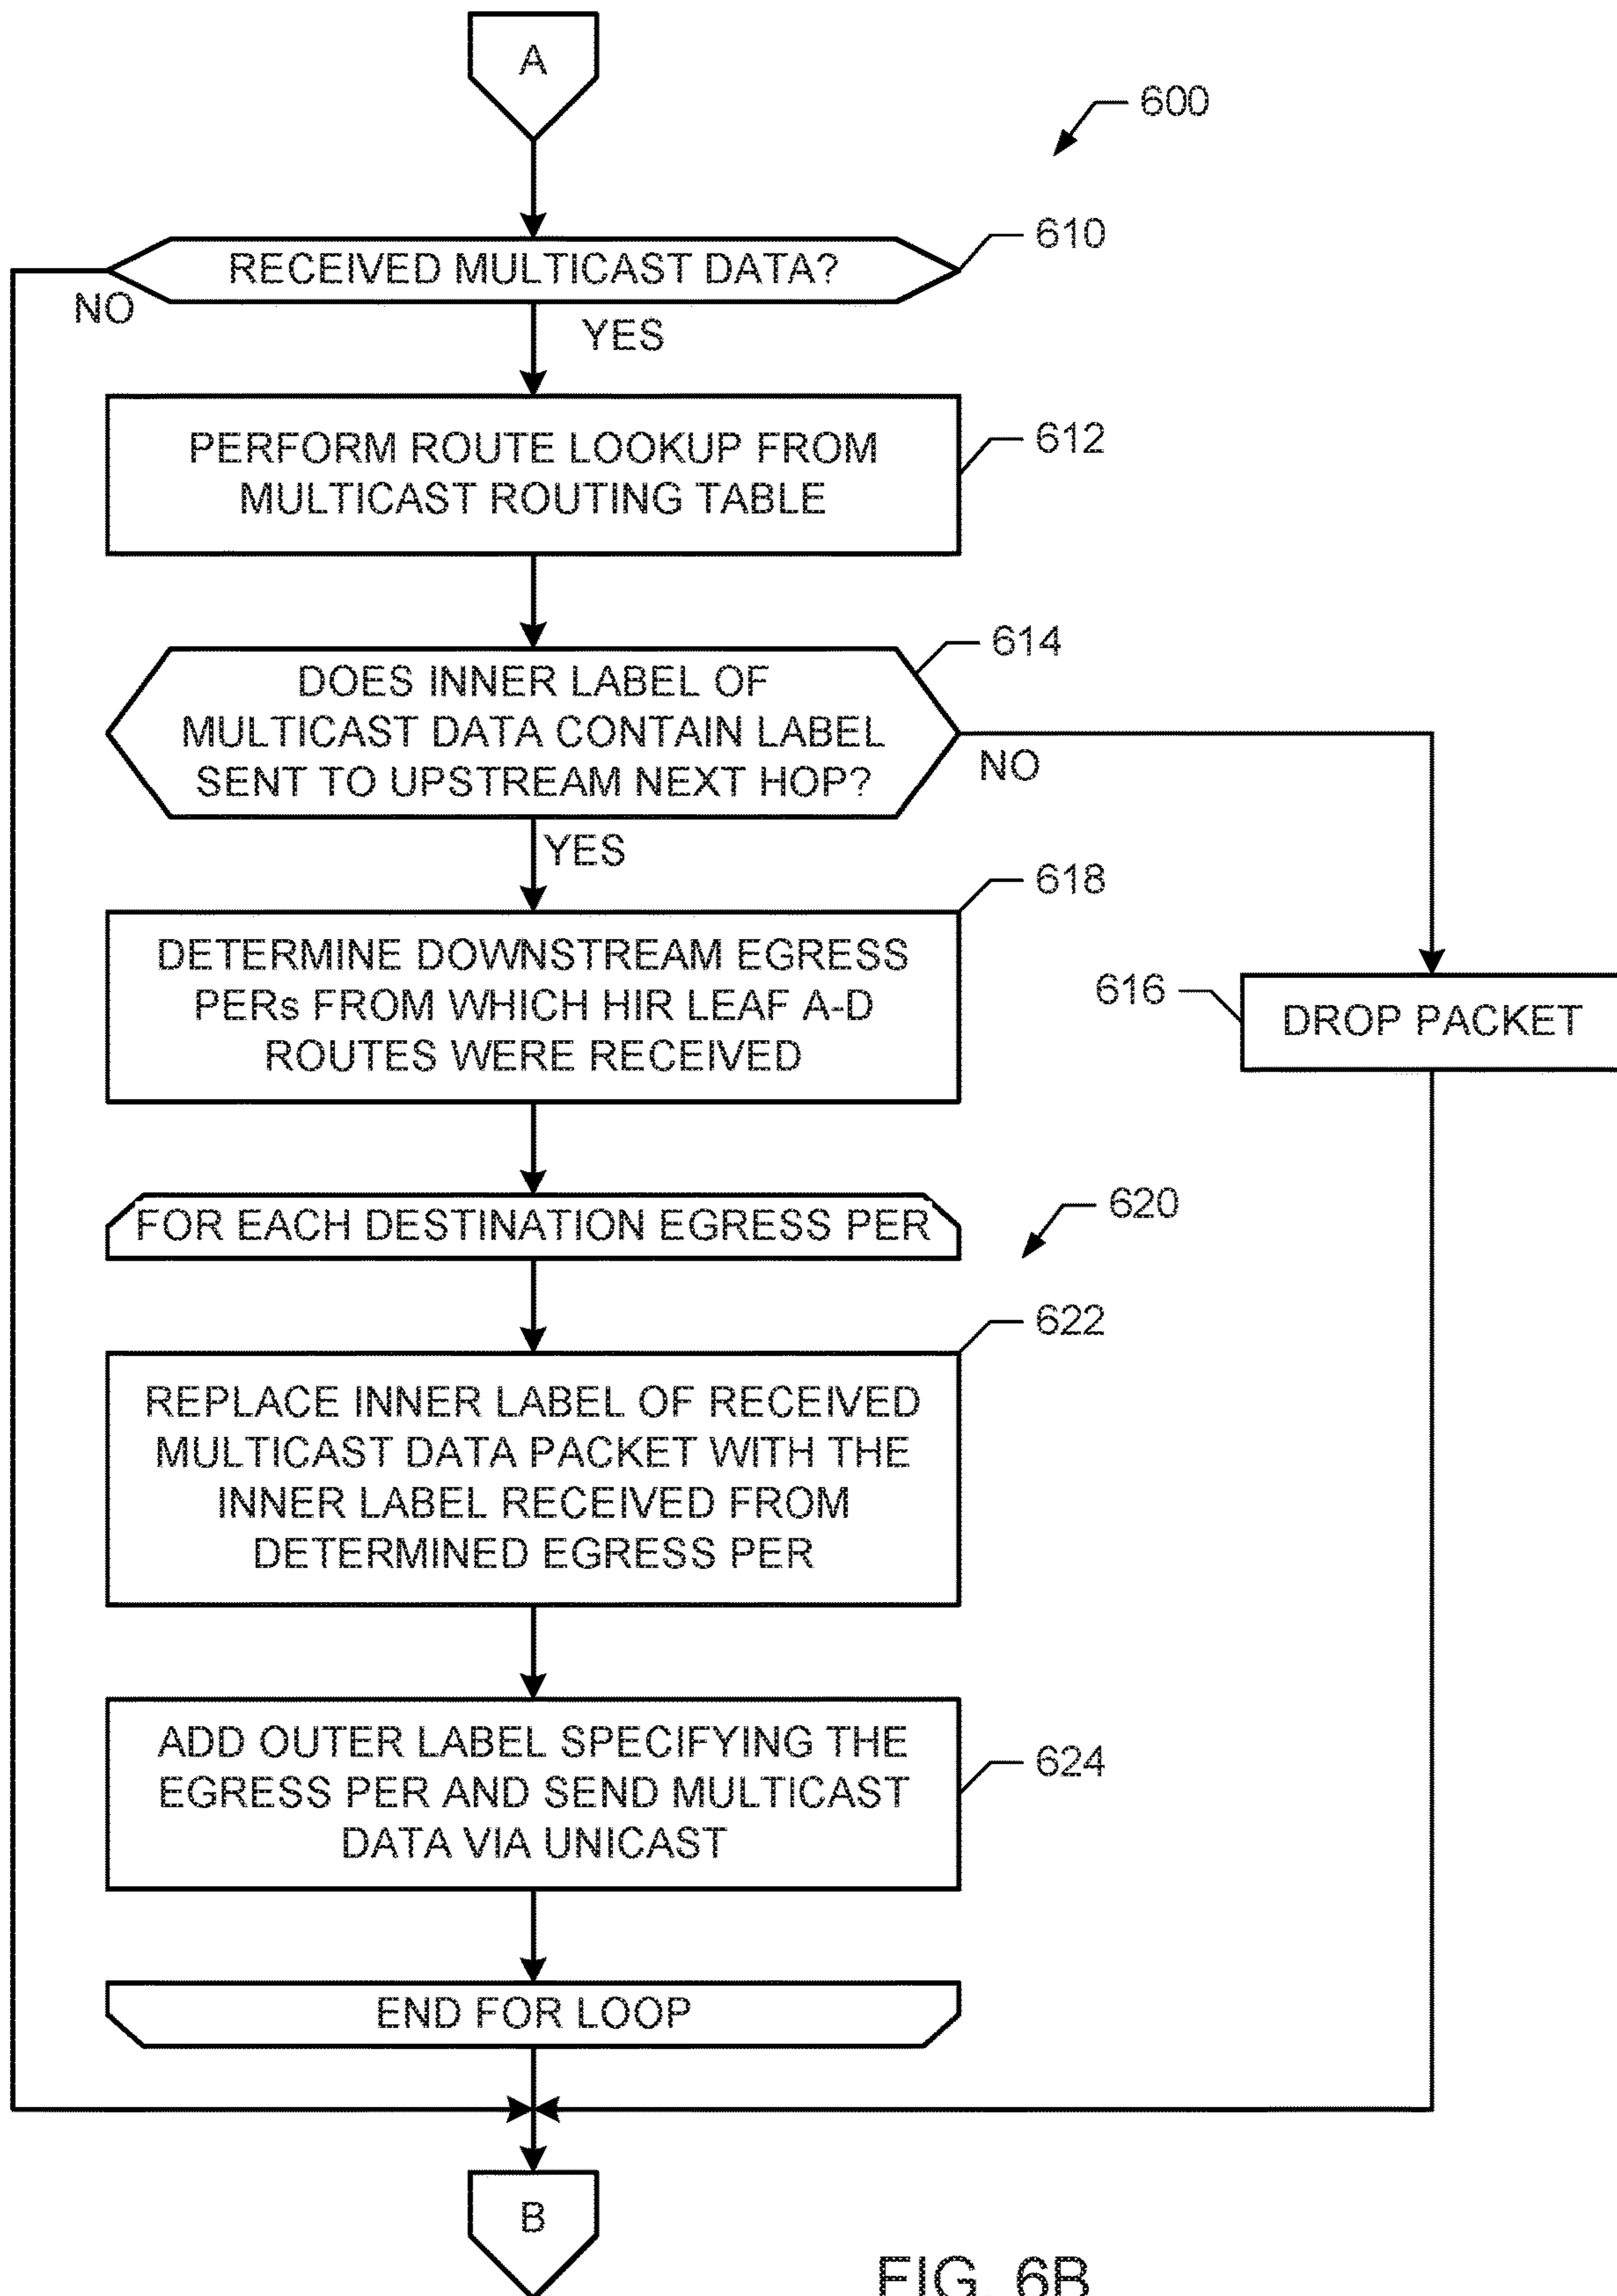 A
600
RECEIVED MULTICAST DATA?
610
NO
YES
PERFORM ROUTE LOOKUP FROM
MULTICAST ROUTING TABLE
612
DOES INNER LABEL OF
MULTICAST DATA CONTAIN LABEL
SENT TO UPSTREAM NEXT HOP?
614
NO
YES
DETERMINE DOWNSTREAM EGRESS
PERs FROM WHICH HIR LEAF A-D
ROUTES WERE RECEIVED
618
616
DROP PACKET
FOR EACH DESTINATION EGRESS PER
620
REPLACE INNER LABEL OF RECEIVED
MULTICAST DATA PACKET WITH THE
INNER LABEL RECEIVED FROM
DETERMINED EGRESS PER
622
ADD OUTER LABEL SPECIFYING THE
EGRESS PER AND SEND MULTICAST
DATA VIA UNICAST
624
END FOR LOOP
B
FIG. 6B